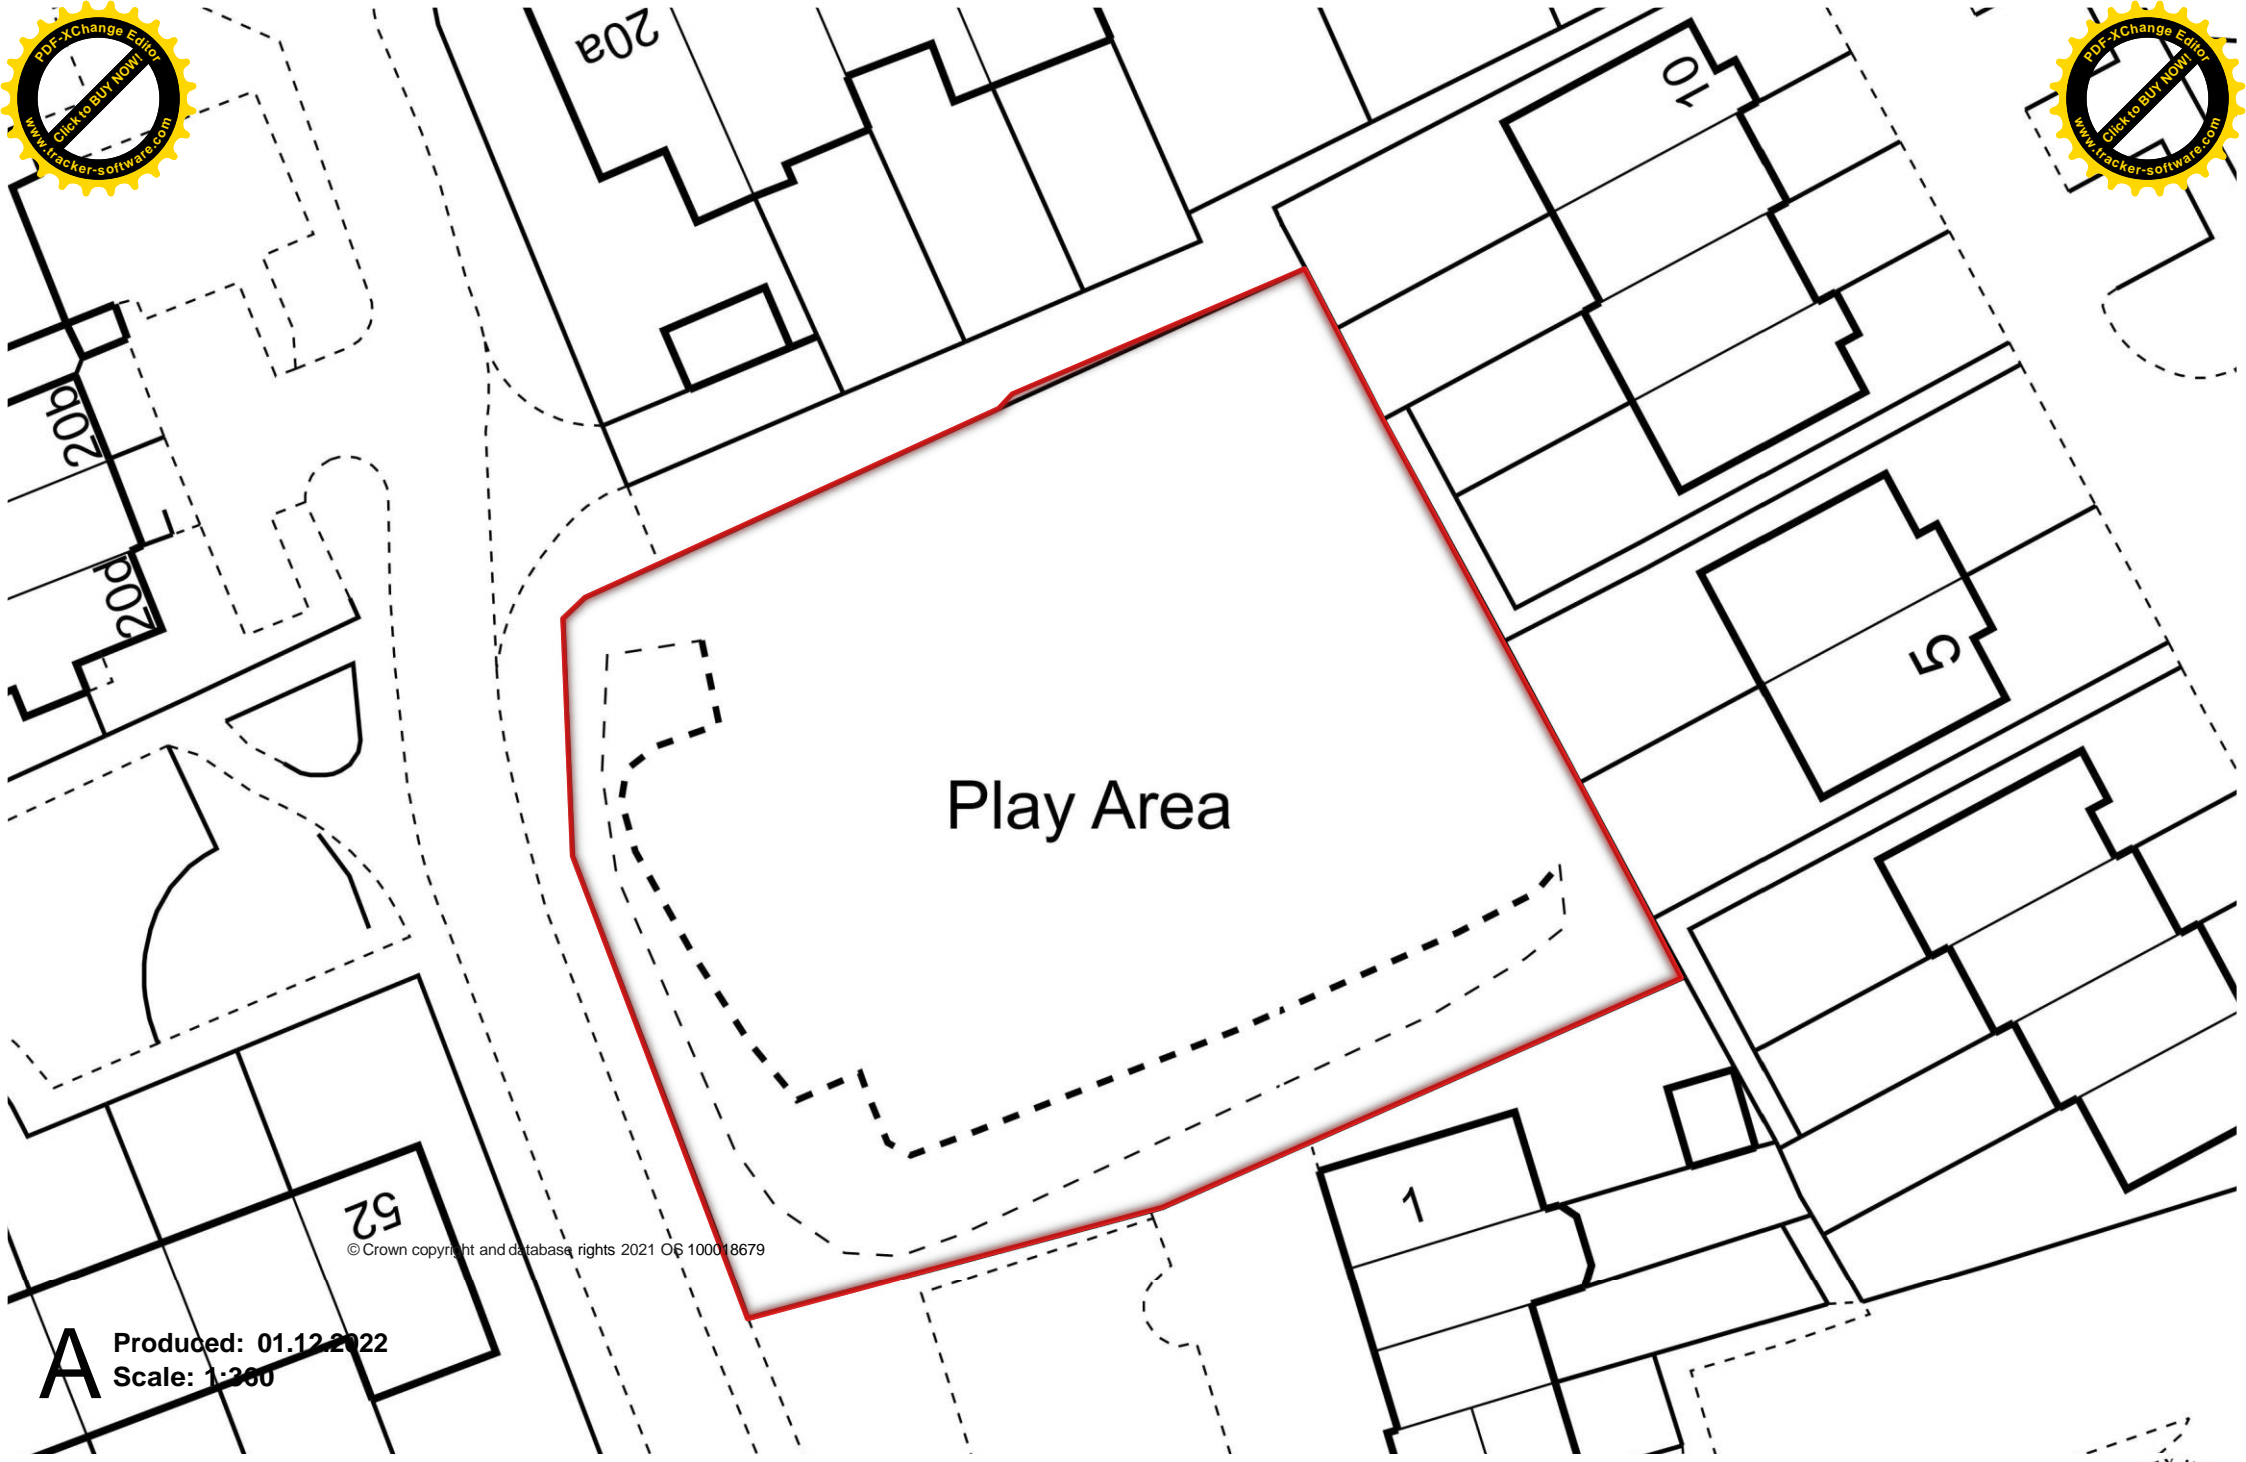 PDF-XChange Editor
Click to BUY NOW!
www.tracker-software.com
PDF-XChange Editor
Click to BUY NOW!
www.tracker-software.com
20a
10
20b
20d
5
Play Area
1
52
© Crown copyright and database rights 2021 OS 100018679
A
Produced: 01.12.2022
Scale: 1:360